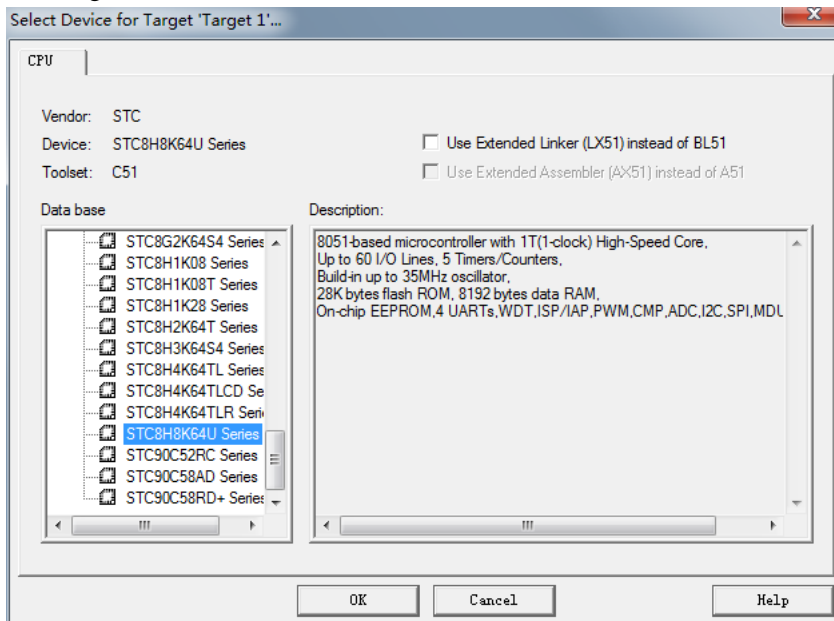 Select Device for Target 'Target 1'...
CPU
Vendor: STC
Device: STC8H8K64U Series
Toolset: C51
Use Extended Linker (LX51) instead of BL51
Use Extended Assembler (AX51) instead of A51
Data base
STC8G2K64S4 Series
STC8H1K08 Series
STC8H1K08T Series
STC8H1K28 Series
STC8H2K64T Series
STC8H3K64S4 Series
STC8H4K64TL Series
STC8H4K64TLCD Se
STC8H4K64TLR Seri
STC8H8K64U Series
STC90C52RC Series
STC90C58AD Series
STC90C58RD+ Series
Description:
8051-based microcontroller with 1T(1-clock) High-Speed Core,
Up to 60 I/O Lines, 5 Timers/Counters,
Build-in up to 35MHz oscillator,
28K bytes flash ROM, 8192 bytes data RAM,
On-chip EEPROM,4 UARTs,WDT,ISP/IAP,PWM,CMP,ADC,I2C,SPI,MDU
OK
Cancel
Help